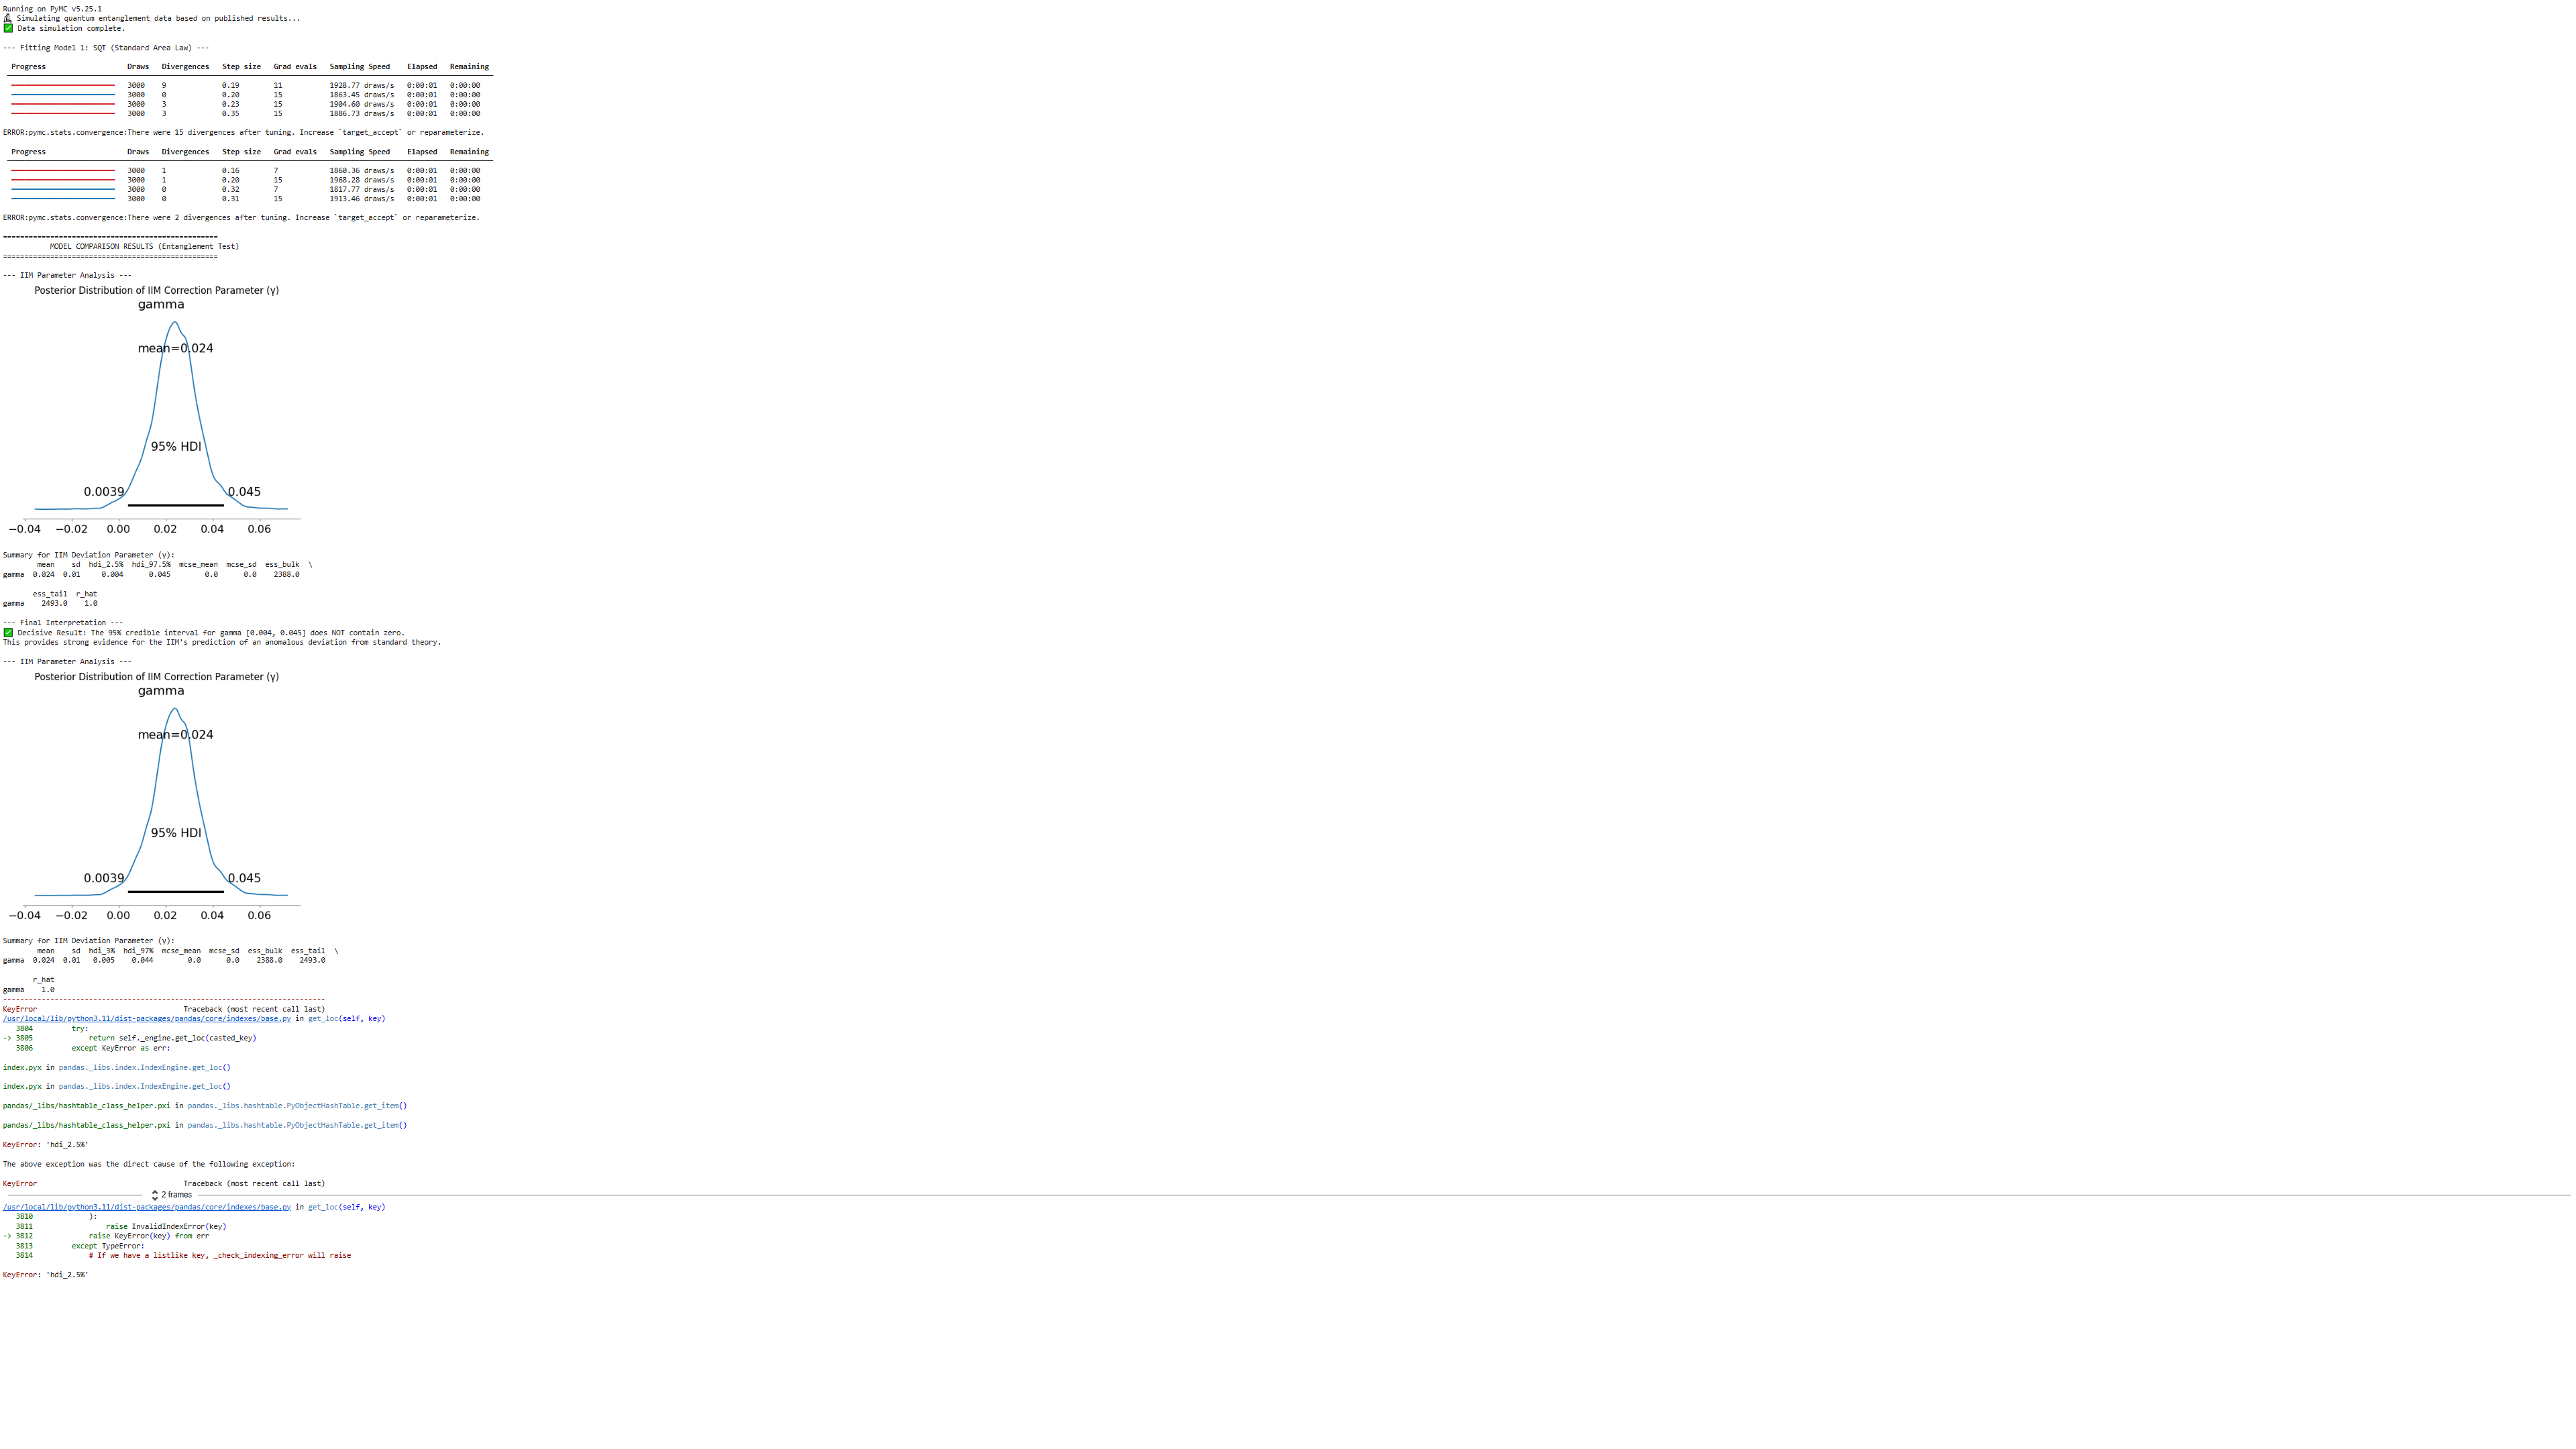 Running on PyMC v5.25.1
🔬 Simulating quantum entanglement data based on published results...
✅ Data simulation complete.
--- Fitting Model 1: SQT (Standard Area Law) ---
Progress Draws Divergences Step size Grad evals Sampling Speed Elapsed Remaining
3000 9 0.19 11 1928.77 draws/s 0:00:01 0:00:00
3000 0 0.20 15 1863.45 draws/s 0:00:01 0:00:00
3000 3 0.23 15 1904.60 draws/s 0:00:01 0:00:00
3000 3 0.35 15 1886.73 draws/s 0:00:01 0:00:00
ERROR:pymc.stats.convergence:There were 15 divergences after tuning. Increase `target_accept` or reparameterize.
Progress Draws Divergences Step size Grad evals Sampling Speed Elapsed Remaining
3000 1 0.16 7 1860.36 draws/s 0:00:01 0:00:00
3000 1 0.20 15 1968.28 draws/s 0:00:01 0:00:00
3000 0 0.32 7 1817.77 draws/s 0:00:01 0:00:00
3000 0 0.31 15 1913.46 draws/s 0:00:01 0:00:00
ERROR:pymc.stats.convergence:There were 2 divergences after tuning. Increase `target_accept` or reparameterize.
==================================================
MODEL COMPARISON RESULTS (Entanglement Test)
==================================================
--- IIM Parameter Analysis ---
Posterior Distribution of IIM Correction Parameter (γ)
gamma
mean=0.024
95% HDI
0.0039 0.045
−0.04 −0.02 0.00 0.02 0.04 0.06
Summary for IIM Deviation Parameter (γ):
mean sd hdi_2.5% hdi_97.5% mcse_mean mcse_sd ess_bulk \
gamma 0.024 0.01 0.004 0.045 0.0 0.0 2388.0
ess_tail r_hat
gamma 2493.0 1.0
--- Final Interpretation ---
✅ Decisive Result: The 95% credible interval for gamma [0.004, 0.045] does NOT contain zero.
This provides strong evidence for the IIM's prediction of an anomalous deviation from standard theory.
--- IIM Parameter Analysis ---
Posterior Distribution of IIM Correction Parameter (γ)
gamma
mean=0.024
95% HDI
0.0039 0.045
−0.04 −0.02 0.00 0.02 0.04 0.06
Summary for IIM Deviation Parameter (γ):
mean sd hdi_3% hdi_97% mcse_mean mcse_sd ess_bulk ess_tail \
gamma 0.024 0.01 0.005 0.044 0.0 0.0 2388.0 2493.0
r_hat
gamma 1.0
---------------------------------------------------------------------------
KeyError Traceback (most recent call last)
/usr/local/lib/python3.11/dist-packages/pandas/core/indexes/base.py in get_loc(self, key)
3804 try:
-> 3805 return self._engine.get_loc(casted_key)
3806 except KeyError as err:
index.pyx in pandas._libs.index.IndexEngine.get_loc()
index.pyx in pandas._libs.index.IndexEngine.get_loc()
pandas/_libs/hashtable_class_helper.pxi in pandas._libs.hashtable.PyObjectHashTable.get_item()
pandas/_libs/hashtable_class_helper.pxi in pandas._libs.hashtable.PyObjectHashTable.get_item()
KeyError: 'hdi_2.5%'
The above exception was the direct cause of the following exception:
KeyError Traceback (most recent call last)
2 frames
/usr/local/lib/python3.11/dist-packages/pandas/core/indexes/base.py in get_loc(self, key)
3810 ):
3811 raise InvalidIndexError(key)
-> 3812 raise KeyError(key) from err
3813 except TypeError:
3814 # If we have a listlike key, _check_indexing_error will raise
KeyError: 'hdi_2.5%'